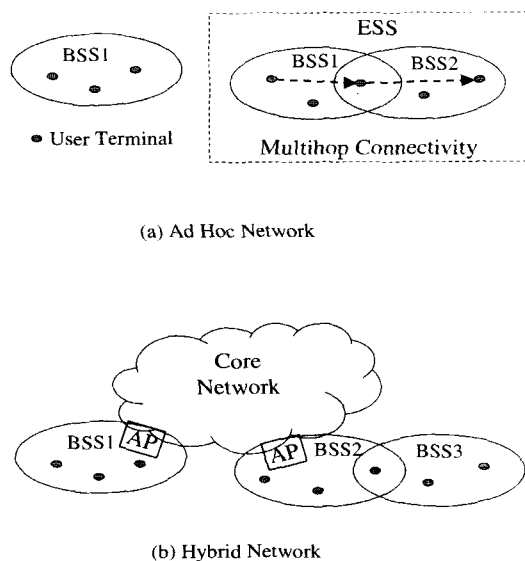 ESS
BSS1
BSS1
BSS2
User Terminal
Multihop Connectivity
(a) Ad Hoc Network
Core
Network
BSS1
AP
AP
BSS2
BSS3
(b) Hybrid Network